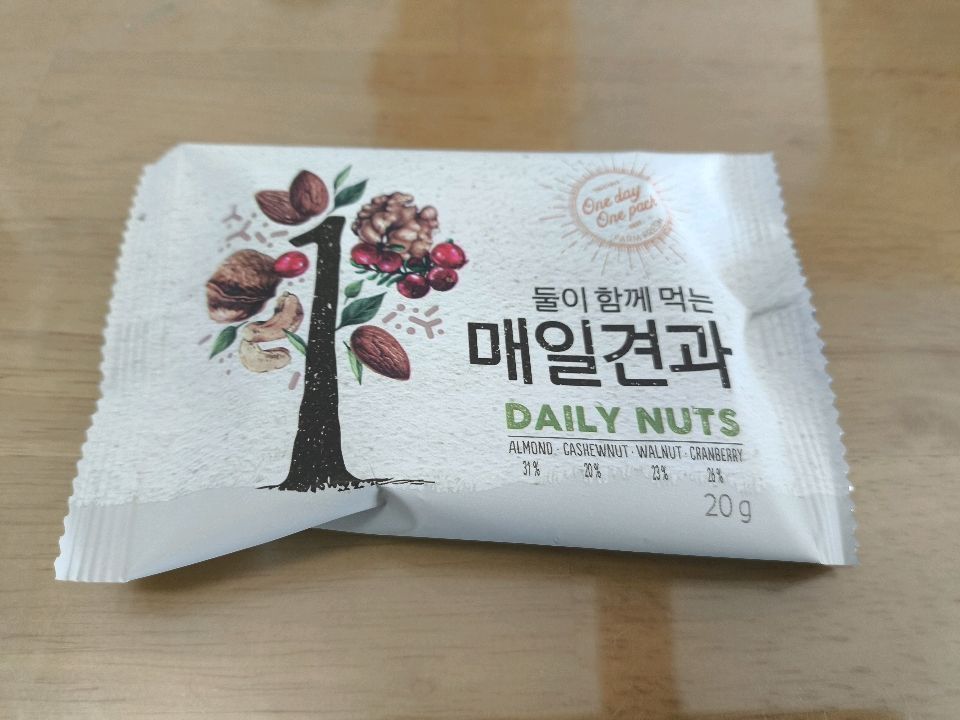 One day
One pack
둘이 함께 먹는
매일견과
DAILY NUTS
ALMOND · CASHEWNUT · WALNUT · CRANBERRY
31% 20% 23% 26%
20g
1